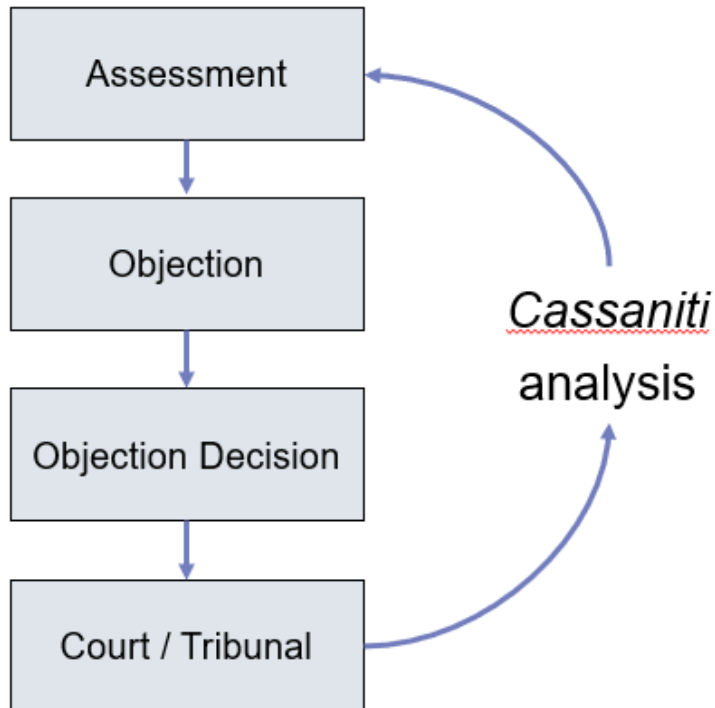 Assessment
Objection
Objection Decision
Court / Tribunal
Cassaniti
analysis